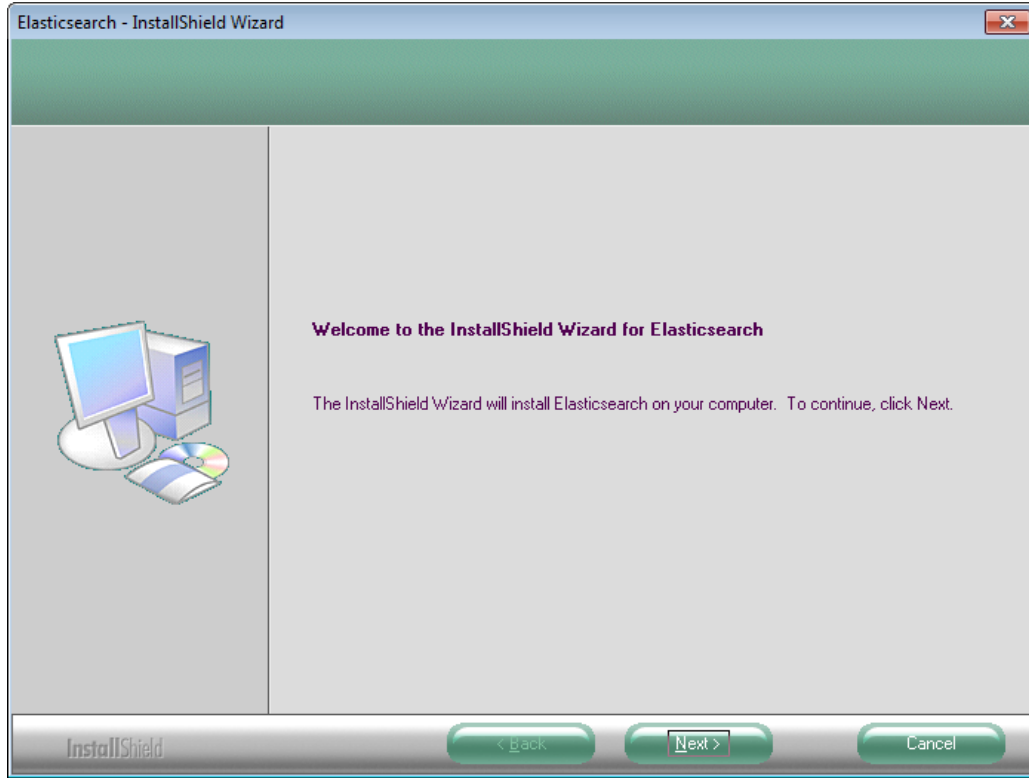 Elasticsearch - InstallShield Wizard
Welcome to the InstallShield Wizard for Elasticsearch
The InstallShield Wizard will install Elasticsearch on your computer.  To continue, click Next.
InstallShield
< Back
Next >
Cancel